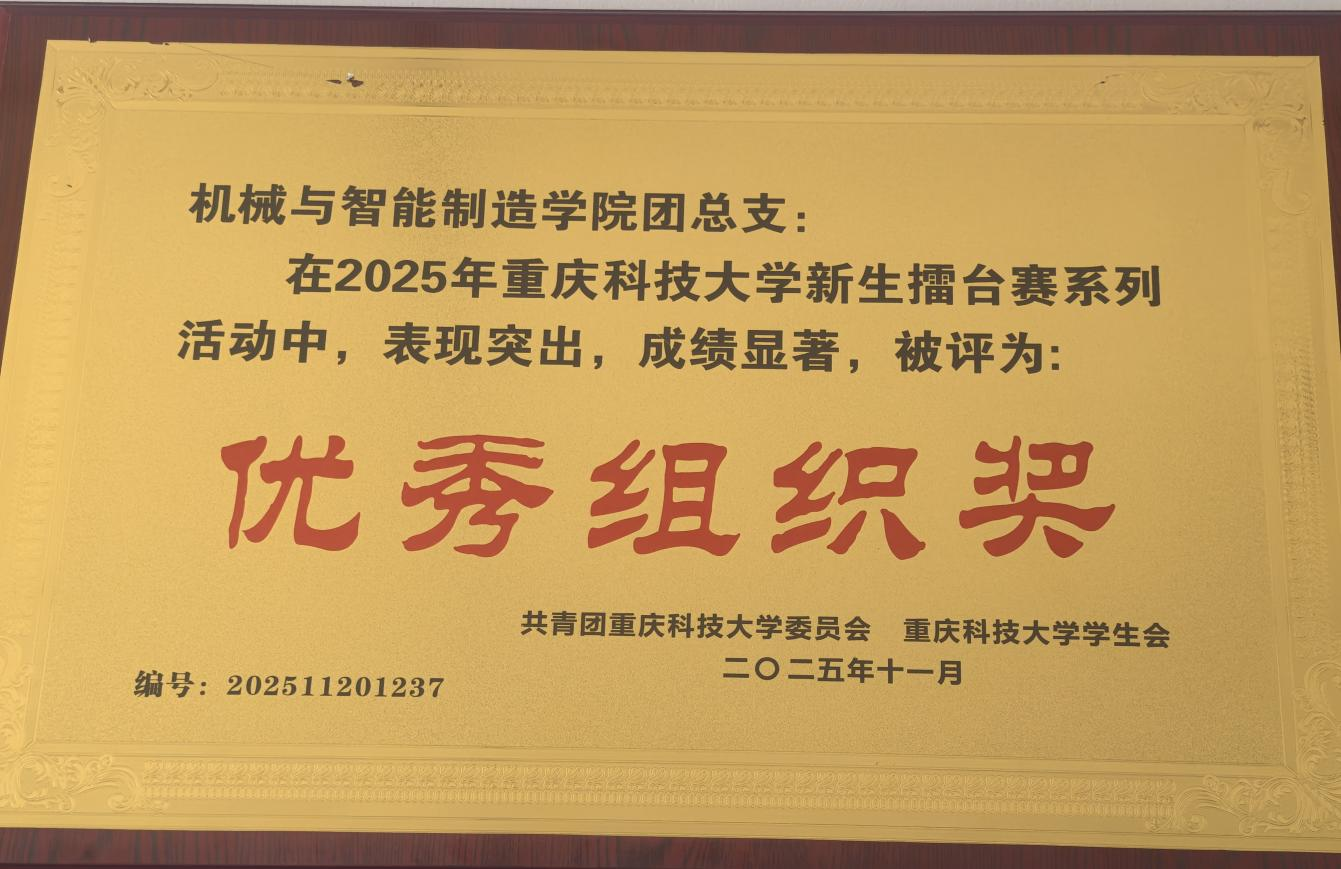 机械与智能制造学院团总支：
在2025年重庆科技大学新生擂台赛系列
活动中，表现突出，成绩显著，被评为:
优秀组织奖
共青团重庆科技大学委员会 重庆科技大学学生会
二〇二五年十一月
编号：202511201237